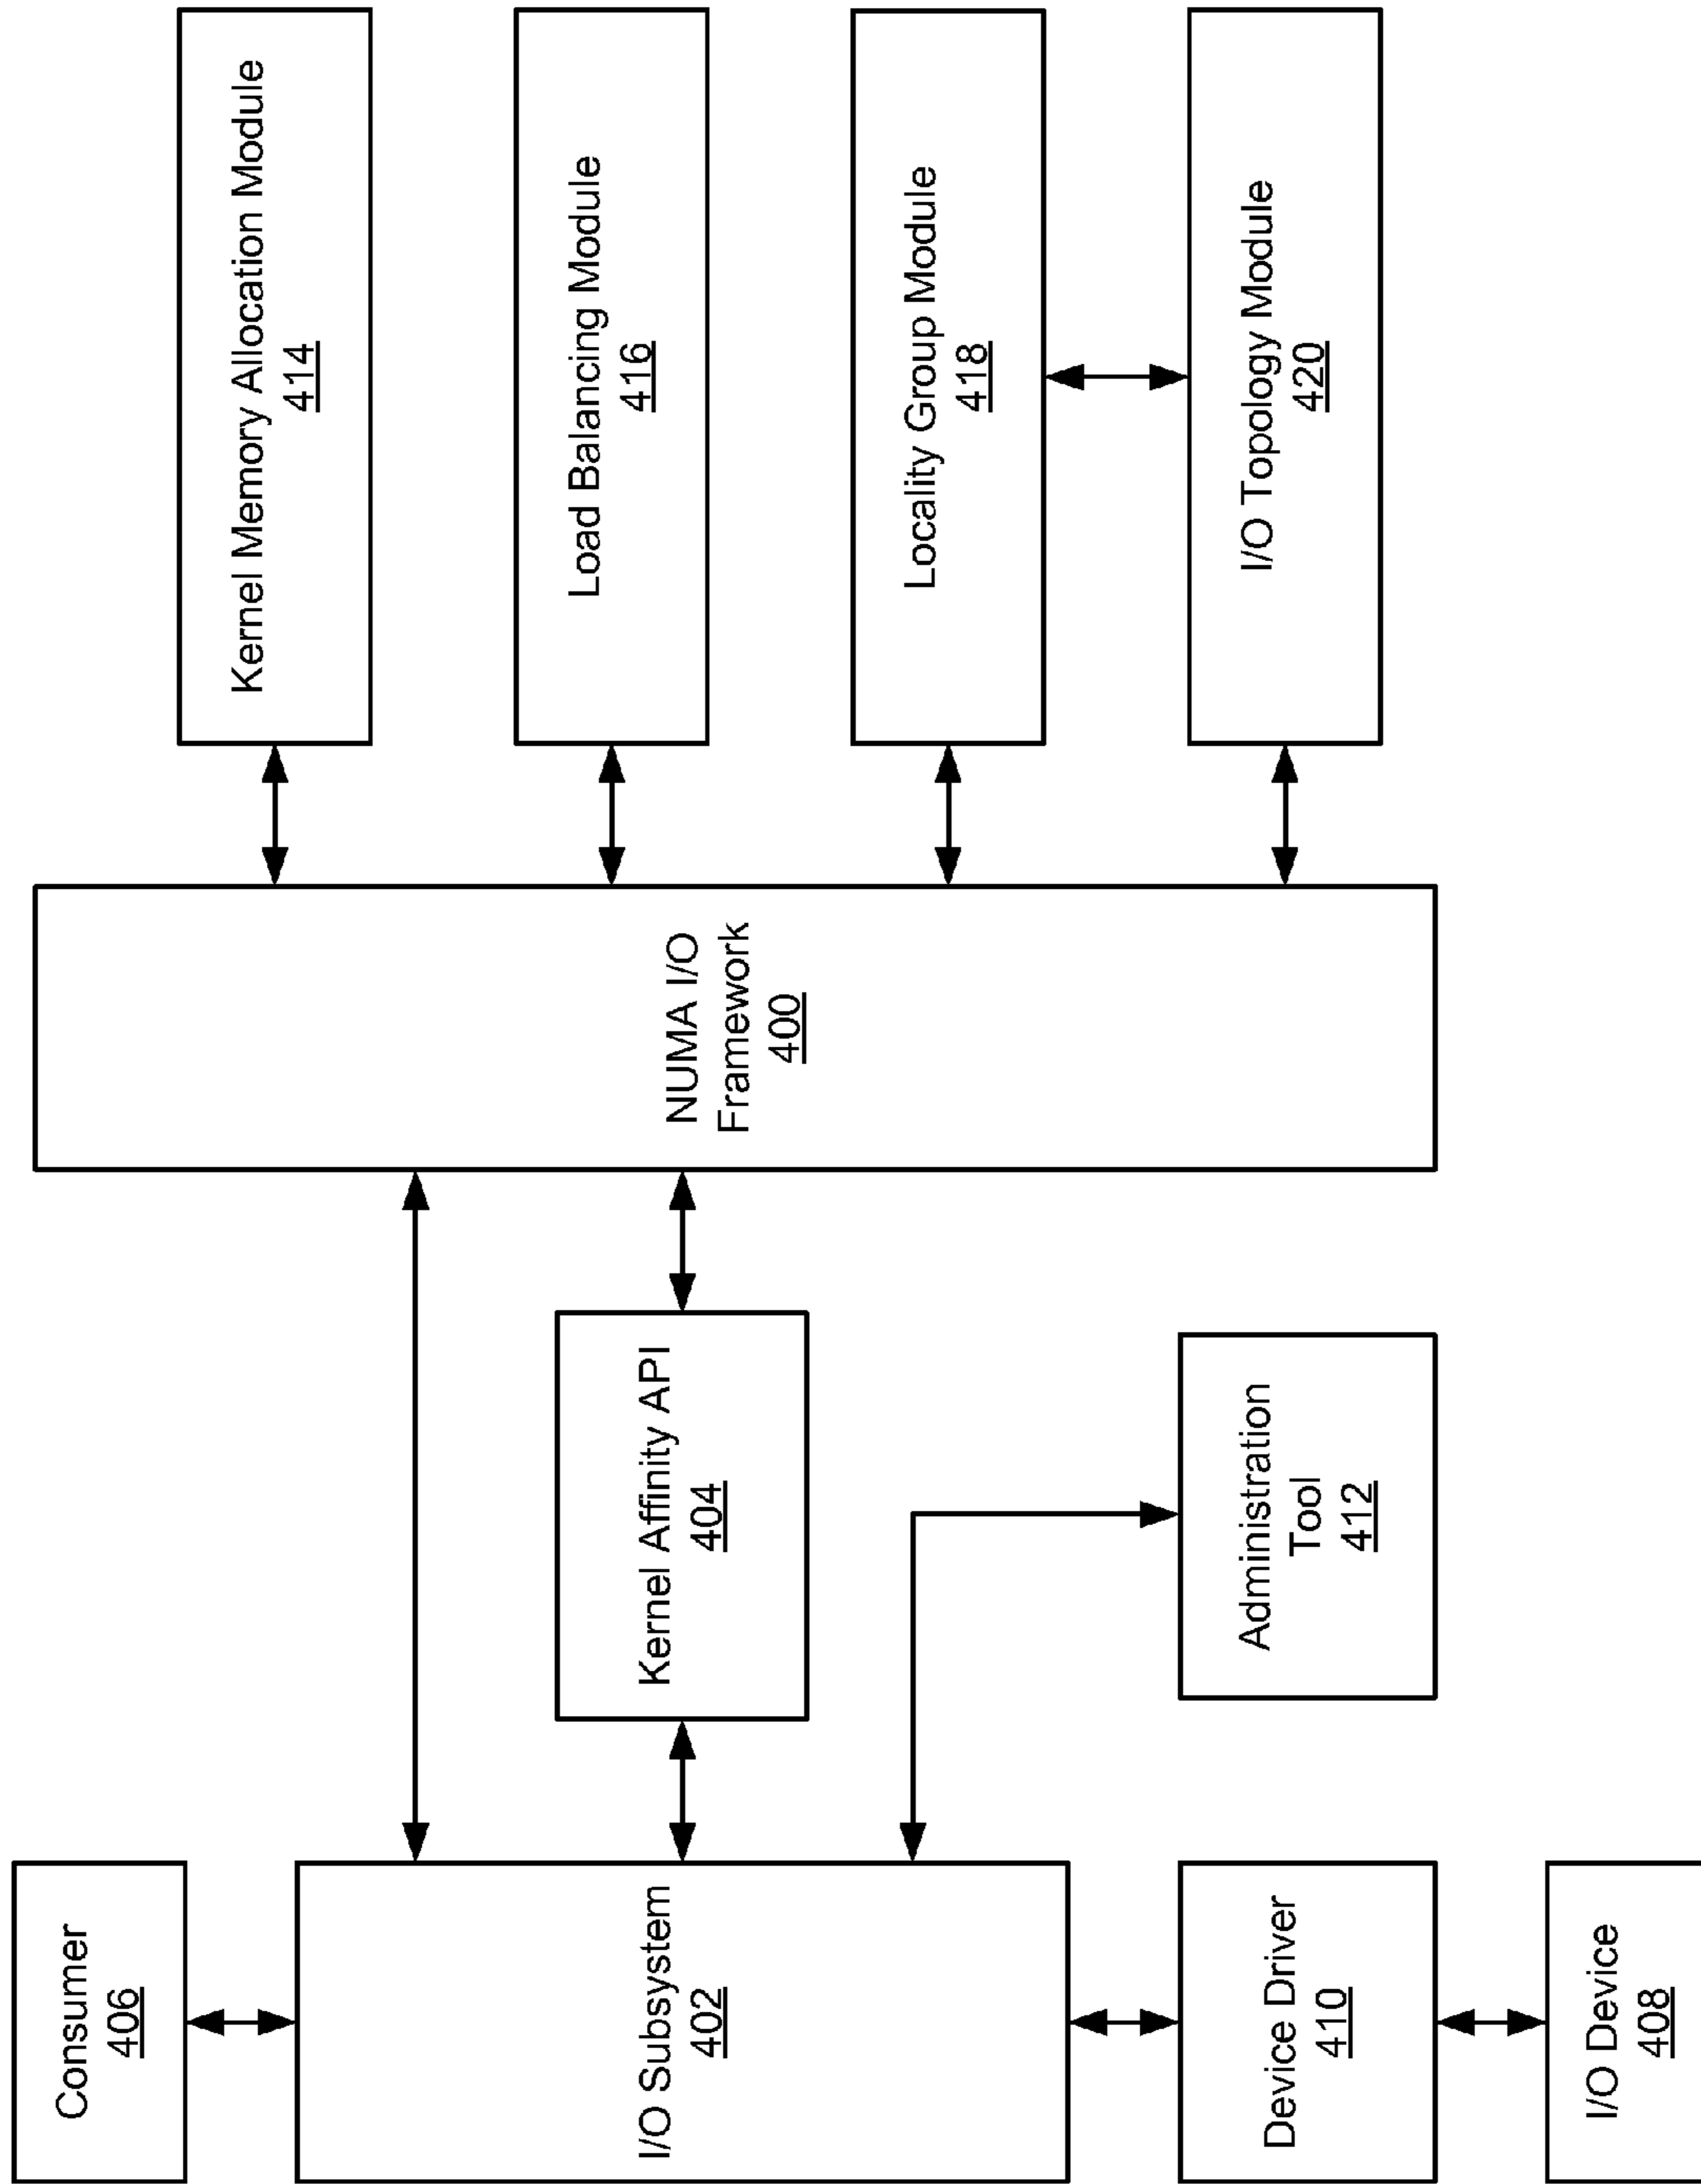 Consumer
406
I/O Subsystem
402
Device Driver
410
I/O Device
408
Kernel Affinity API
404
Administration
Tool
412
NUMA I/O
Framework
400
Kernel Memory Allocation Module
414
Load Balancing Module
416
Locality Group Module
418
I/O Topology Module
420